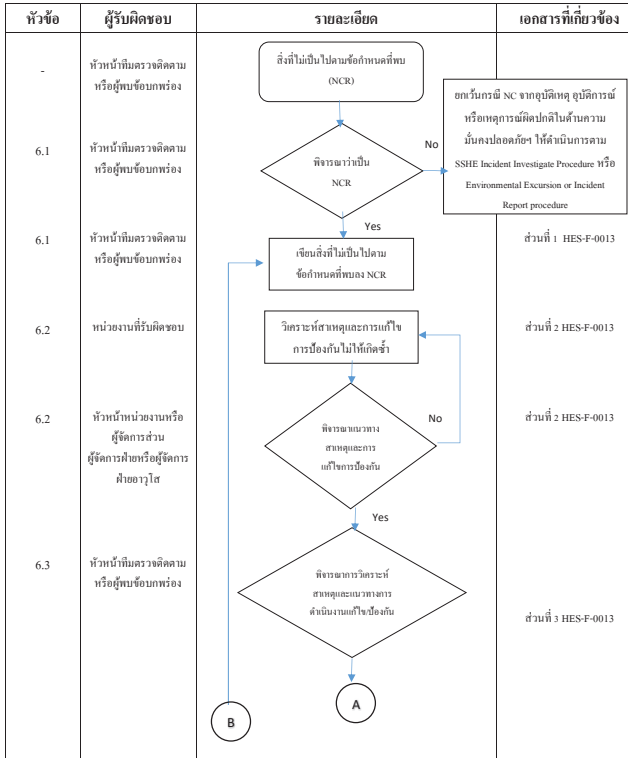 หัวข้อ ผู้รับผิดชอบ รายละเอียด เอกสารที่เกี่ยวข้อง
สิ่งที่ไม่เป็นไปตามข้อกำหนดที่พบ
(NCR)
-
หัวหน้าทีมตรวจติดตาม
หรือผู้พบข้อบกพร่อง
ยกเว้นกรณี NC จากอุบัติเหตุ อุบัติการณ์
หรือเหตุการณ์ผิดปกติในด้านความ
มั่นคงปลอดภัยฯ ให้ดำเนินการตาม
SSHE Incident Investigate Procedure หรือ
Environmental Excursion or Incident
Report procedure
6.1
หัวหน้าทีมตรวจติดตาม
หรือผู้พบข้อบกพร่อง
พิจารณาว่าเป็น
NCR
No
Yes
6.1
หัวหน้าทีมตรวจติดตาม
หรือผู้พบข้อบกพร่อง
เขียนสิ่งที่ไม่เป็นไปตาม
ข้อกำหนดที่พบลง NCR
ส่วนที่ 1 HES-F-0013
6.2
หน่วยงานที่รับผิดชอบ
วิเคราะห์สาเหตุและการแก้ไข
การป้องกันไม่ให้เกิดซ้ำ
ส่วนที่ 2 HES-F-0013
6.2
หัวหน้าหน่วยงานหรือ
ผู้จัดการส่วน
ผู้จัดการฝ่ายหรือผู้จัดการ
ฝ่ายอาวุโส
พิจารณาแนวทาง
สาเหตุและการ
แก้ไขการป้องกัน
No
ส่วนที่ 2 HES-F-0013
Yes
6.3
หัวหน้าทีมตรวจติดตาม
หรือผู้พบข้อบกพร่อง
พิจารณาการวิเคราะห์
สาเหตุและแนวทางการ
ดำเนินงานแก้ไข/ป้องกัน
ส่วนที่ 3 HES-F-0013
A
B